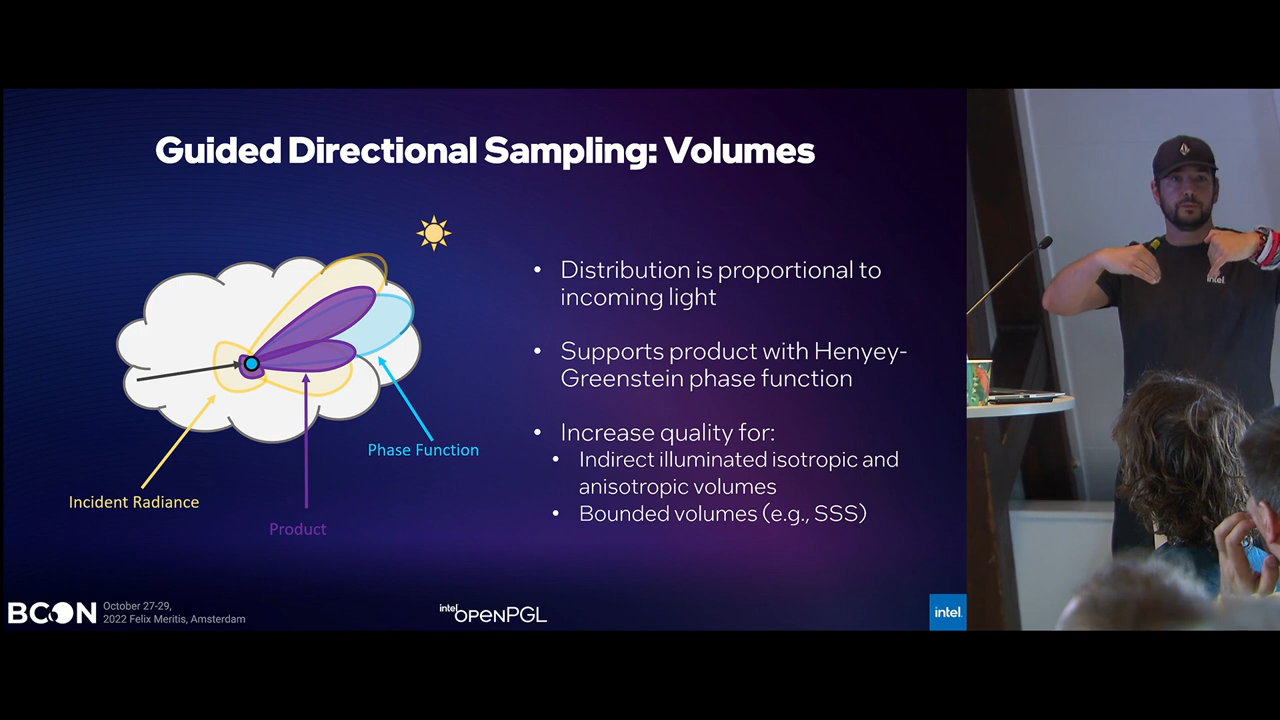 Guided Directional Sampling: Volumes
• Distribution is proportional to
incoming light
• Supports product with Henyey-
Greenstein phase function
• Increase quality for:
• Indirect illuminated isotropic and
anisotropic volumes
• Bounded volumes (e.g., SSS)
Phase Function
Incident Radiance
Product
BCON
October 27-29,
2022 Felix Meritis, Amsterdam
intel
OPENPGL
intel.
intel.